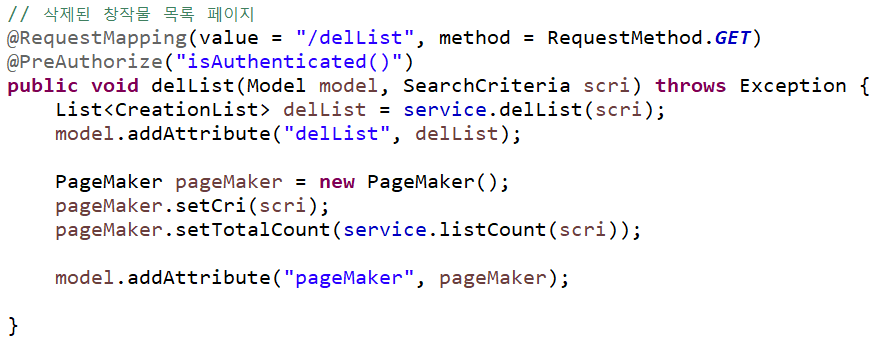 // 삭제된 창작물 목록 페이지
@RequestMapping(value = "/delList", method = RequestMethod.GET)
@PreAuthorize("isAuthenticated()")
public void delList(Model model, SearchCriteria scri) throws Exception {
    List<CreationList> delList = service.delList(scri);
    model.addAttribute("delList", delList);

    PageMaker pageMaker = new PageMaker();
    pageMaker.setCri(scri);
    pageMaker.setTotalCount(service.listCount(scri));

    model.addAttribute("pageMaker", pageMaker);

}